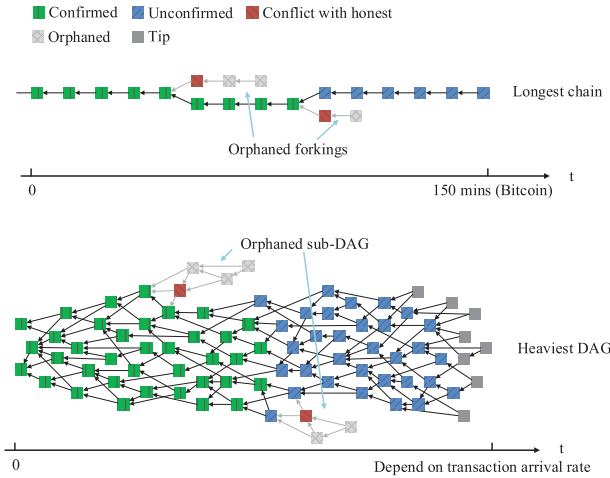 Confirmed Unconfirmed Conflict with honest
Orphaned Tip
Longest chain
Orphaned forkings
t
0 150 mins (Bitcoin)
Orphaned sub-DAG
Heaviest DAG
t
0 Depend on transaction arrival rate